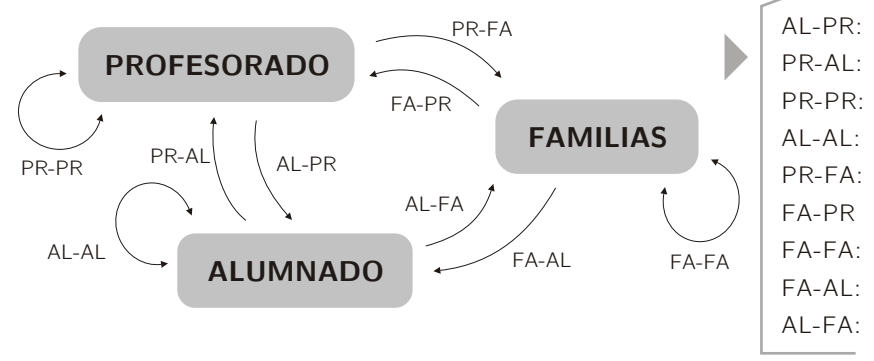 PR-FA
PROFESORADO
FA-PR
FAMILIAS
PR-PR
PR-AL
AL-PR
AL-FA
AL-AL
ALUMNADO
FA-AL
FA-FA
AL-PR:
PR-AL:
PR-PR:
AL-AL:
PR-FA:
FA-PR
FA-FA:
FA-AL:
AL-FA: